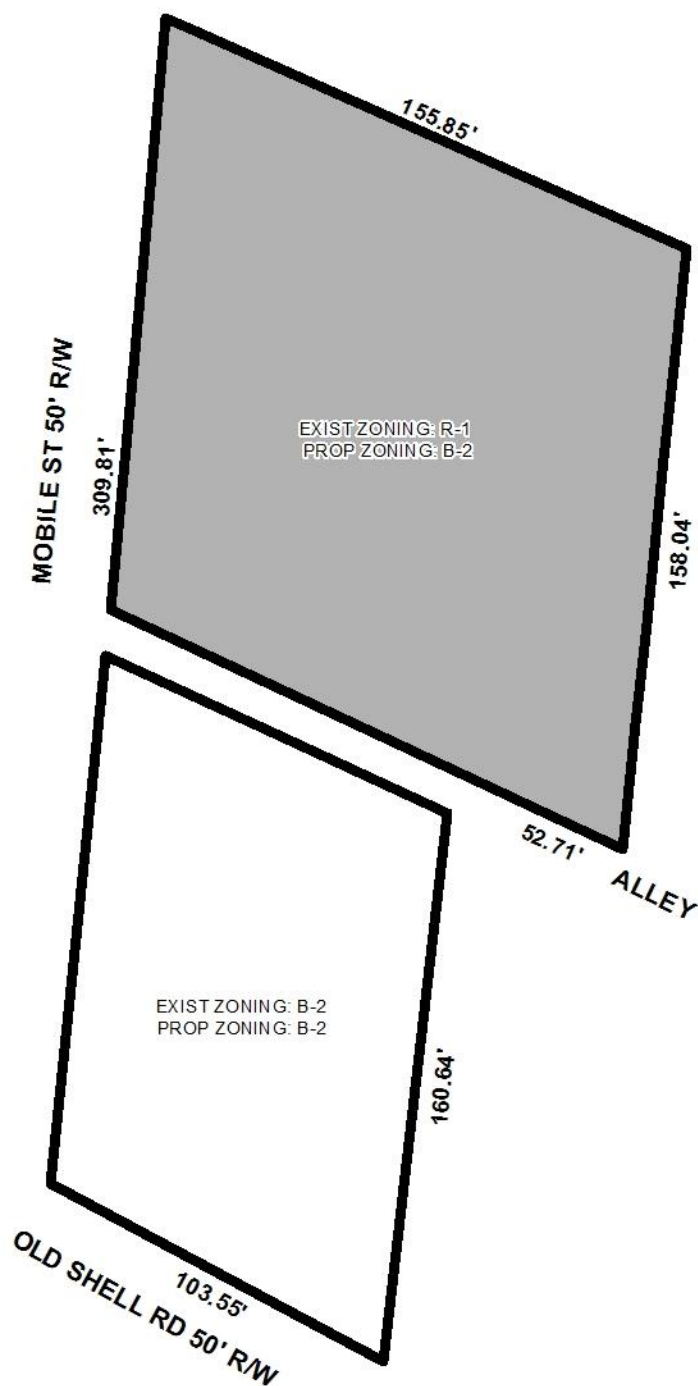 155.85'
MOBILE ST 50' R/W
309.81'
EXIST ZONING: R-1
PROP ZONING: B-2
158.04'
52.71'
ALLEY
EXIST ZONING: B-2
PROP ZONING: B-2
160.64'
103.55'
OLD SHELL RD 50' R/W